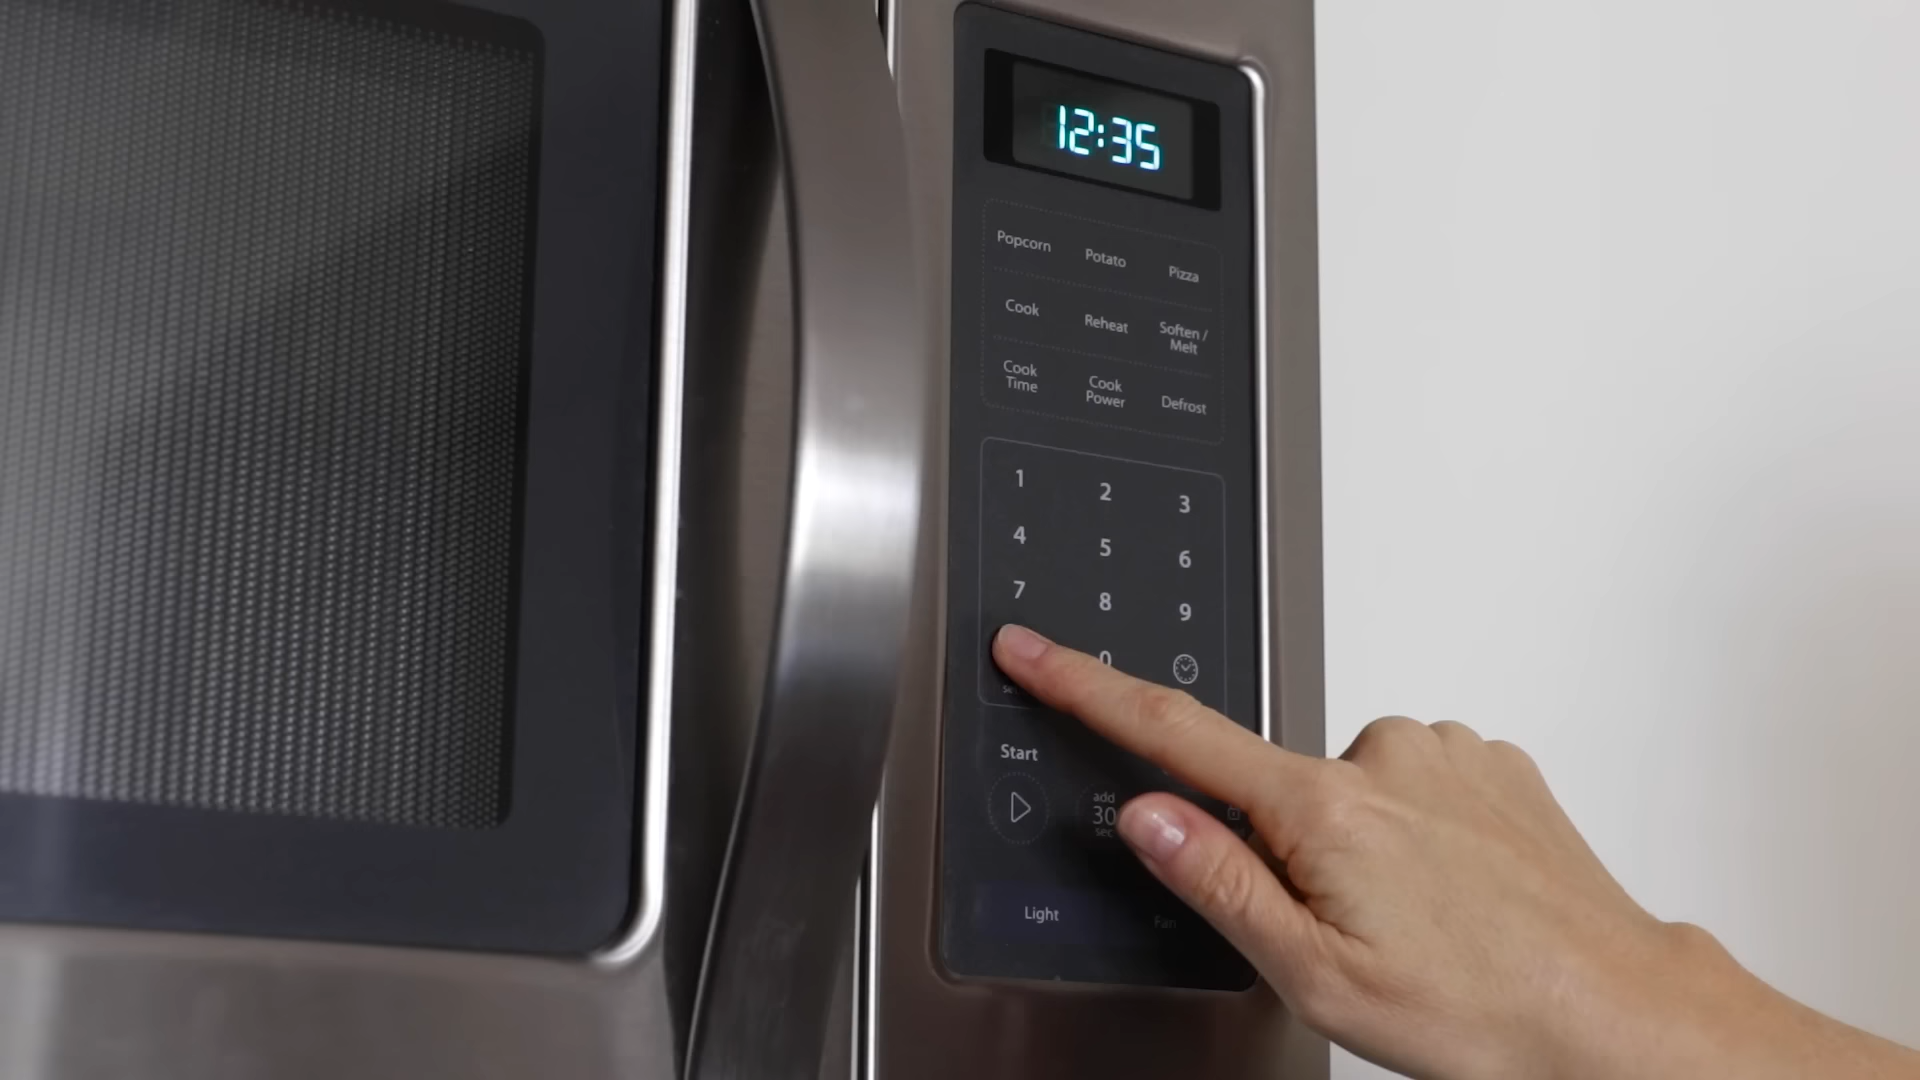 12:35
Popcorn Potato Pizza
Cook Reheat Soften /
Melt
Cook Cook Defrost
Time Power
1 2 3
4 5 6
7 8 9
0
Start
add
30
sec
Light Fan